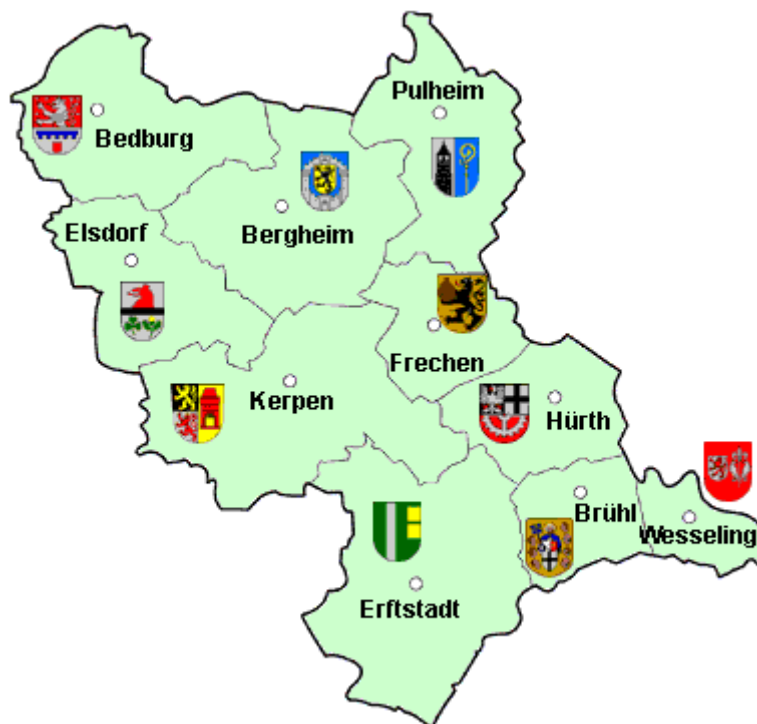 Pulheim
Bedburg
Elsdorf
Bergheim
Frechen
Kerpen
Hürth
Brühl
Wesseling
Erftstadt